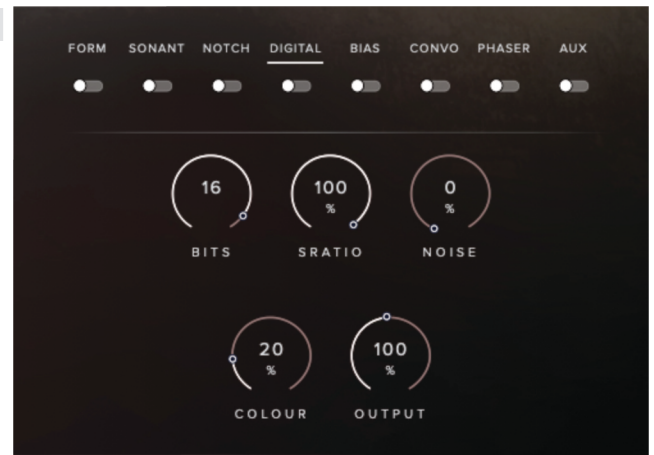 FORM SONANT NOTCH DIGITAL BIAS CONVO PHASER AUX
16 100 0
% %
BITS SRATIO NOISE
20 100
% %
COLOUR OUTPUT